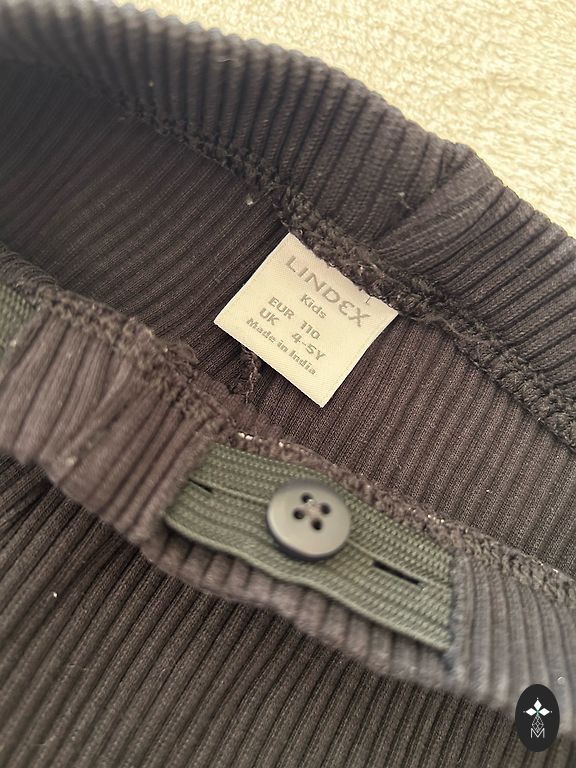 LINDEX
Kids
EUR 110
UK 4-5Y
Made in India
M